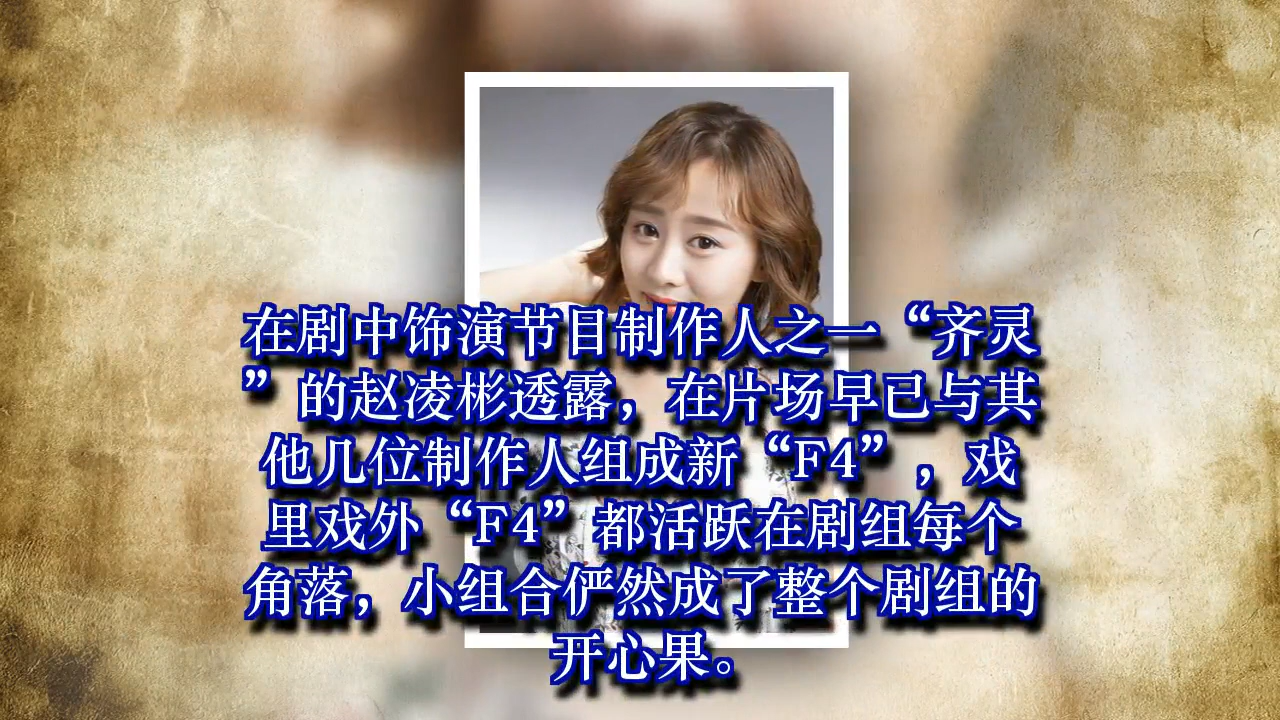 在剧中饰演节目制作人之一“齐灵
”的赵凌彬透露，在片场早已与其
他几位制作人组成新“F4”，戏
里戏外“F4”都活跃在剧组每个
角落，小组合俨然成了整个剧组的
开心果。